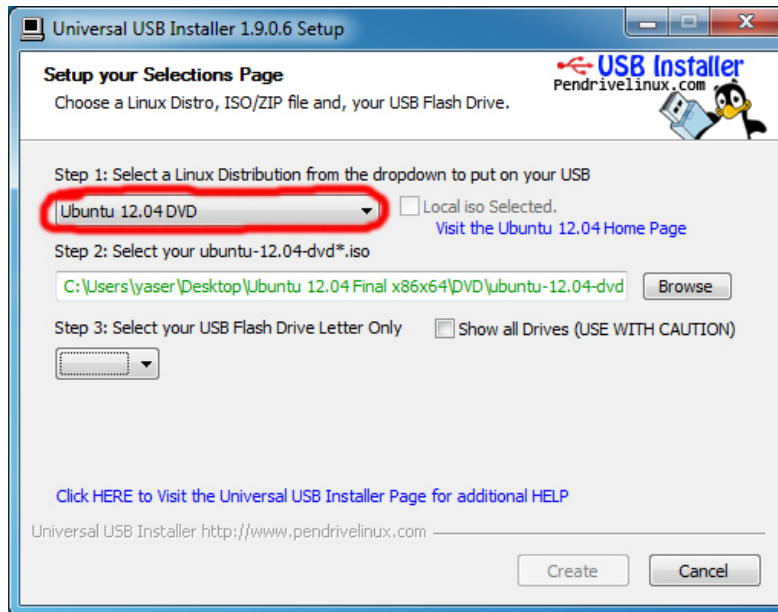 Universal USB Installer 1.9.0.6 Setup
Setup your Selections Page
Choose a Linux Distro, ISO/ZIP file and, your USB Flash Drive.
USB Installer
Pendrivelinux.com
Step 1: Select a Linux Distribution from the dropdown to put on your USB
Ubuntu 12.04 DVD
Local iso Selected.
Visit the Ubuntu 12.04 Home Page
Step 2: Select your ubuntu-12.04-dvd*.iso
C:\Users\yaser\Desktop\Ubuntu 12.04 Final x86x64\DVD\ubuntu-12.04-dvd
Browse
Step 3: Select your USB Flash Drive Letter Only
Show all Drives (USE WITH CAUTION)
Click HERE to Visit the Universal USB Installer Page for additional HELP
Universal USB Installer http://www.pendrivelinux.com
Create
Cancel